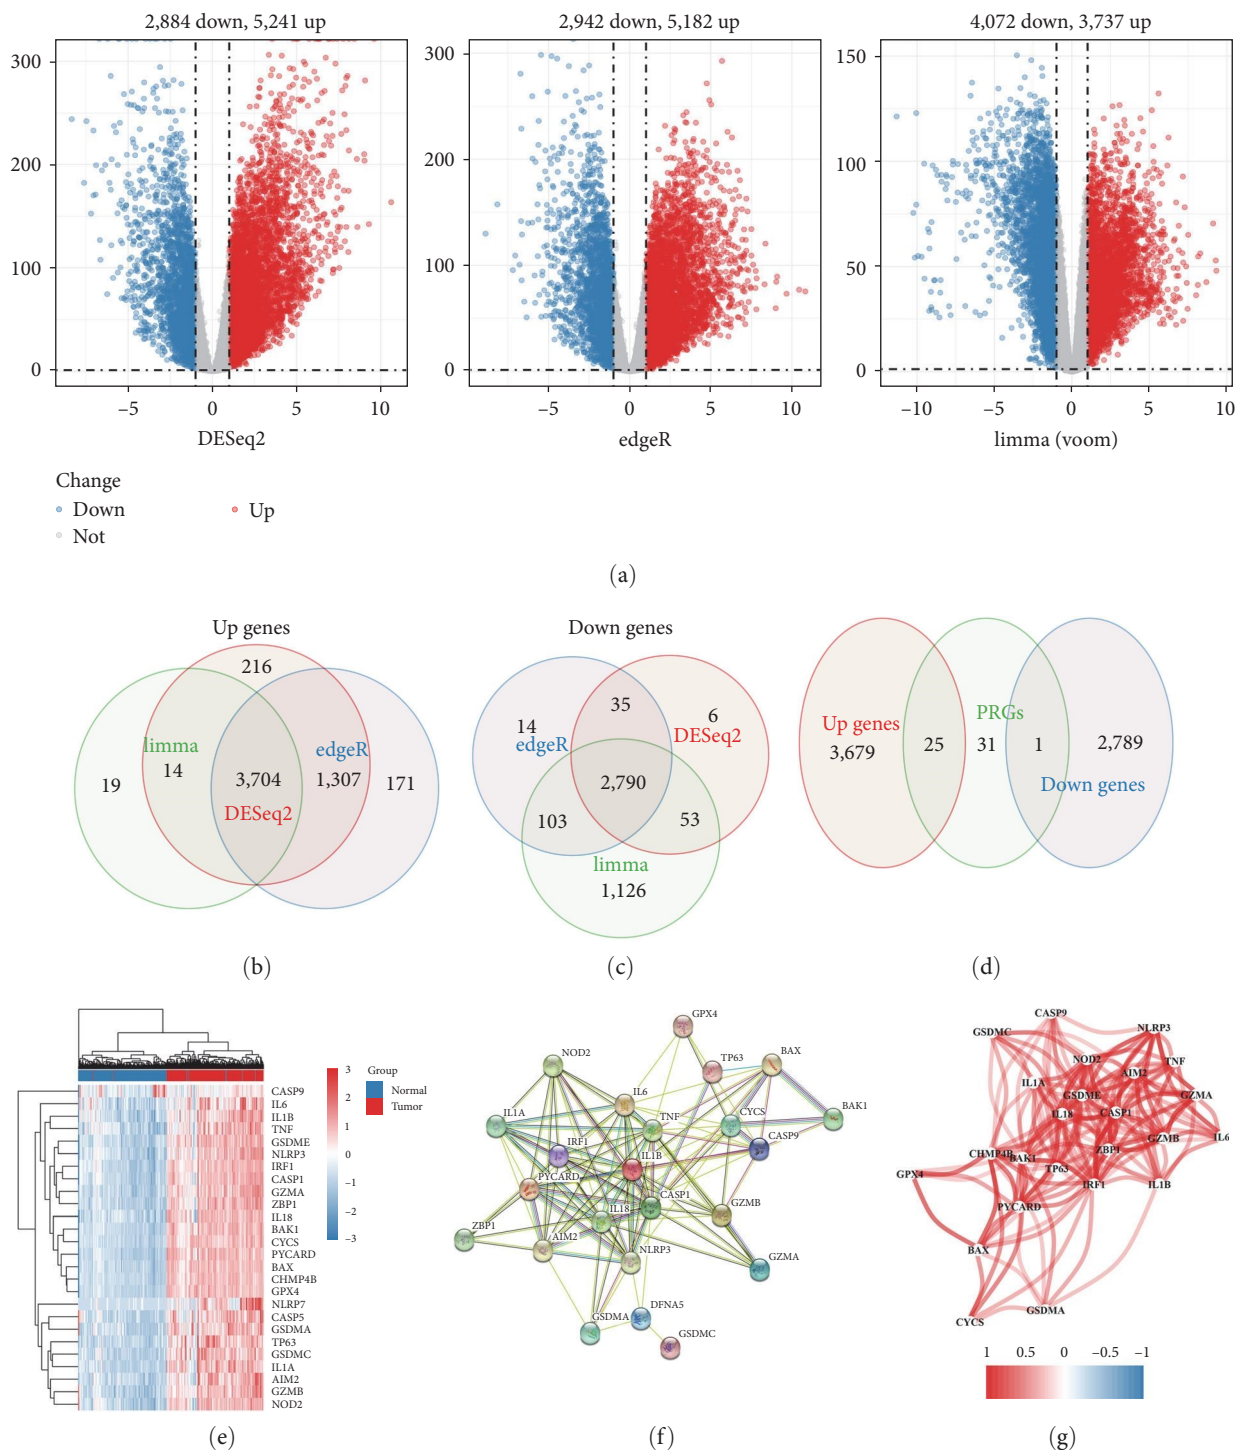 2,884 down, 5,241 up
2,942 down, 5,182 up
4,072 down, 3,737 up
300
200
100
0
−5
0
5
10
DESeq2
300
200
100
0
−5
0
5
10
edgeR
150
100
50
0
−10
−5
0
5
10
limma (voom)
Change
Down
Up
Not
(a)
Up genes
216
limma
edgeR
19
14
3,704
1,307
171
DESeq2
(b)
Down genes
35
14
6
edgeR
DESeq2
2,790
103
53
limma
1,126
(c)
PRGs
Up genes
3,679
25
31
1
2,789
Down genes
(d)
3
2
1
0
−1
−2
−3
Group
Normal
Tumor
CASP9
IL6
IL1B
TNF
GSDME
NLRP3
IRF1
CASP1
GZMA
ZBP1
IL18
BAK1
CYCS
PYCARD
BAX
CHMP4B
GPX4
NLRP7
CASP5
GSDMA
TP63
GSDMC
IL1A
AIM2
GZMB
NOD2
(e)
GPX4
NOD2
TP63
BAX
IL6
IL1A
TNF
CYCS
BAK1
IRF1
CASP9
IL1B
PYCARD
CASP1
GZMB
IL18
ZBP1
AIM2
NLRP3
GZMA
GSDMA
DFNA5
GSDMC
(f)
CASP9
GSDMC
NLRP3
NOD2
TNF
AIM2
IL1A
GSDME
GZMA
IL18
CASP1
GZMB
IL6
CHMP4B
BAK1
ZBP1
TP63
GPX4
IRF1
IL1B
PYCARD
BAX
GSDMA
CYCS
1
0.5
0
−0.5
−1
(g)